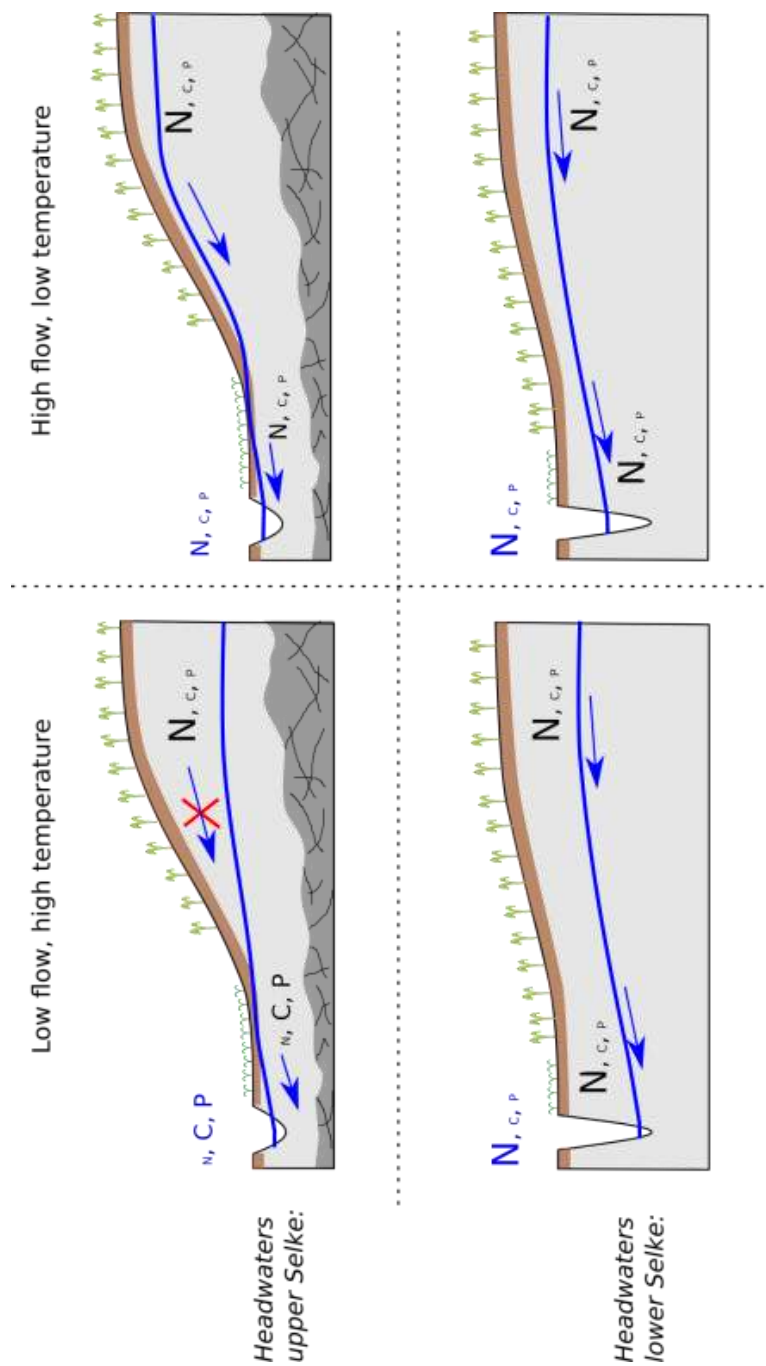 Low flow, high temperature
High flow, low temperature
Headwaters
upper Selke:
N, C, P
N, C, P
N, C, P
N, C, P
N, C, P
N, C, P
Headwaters
lower Selke:
N, C, P
N, C, P
N, C, P
N, C, P
N, C, P
N, C, P